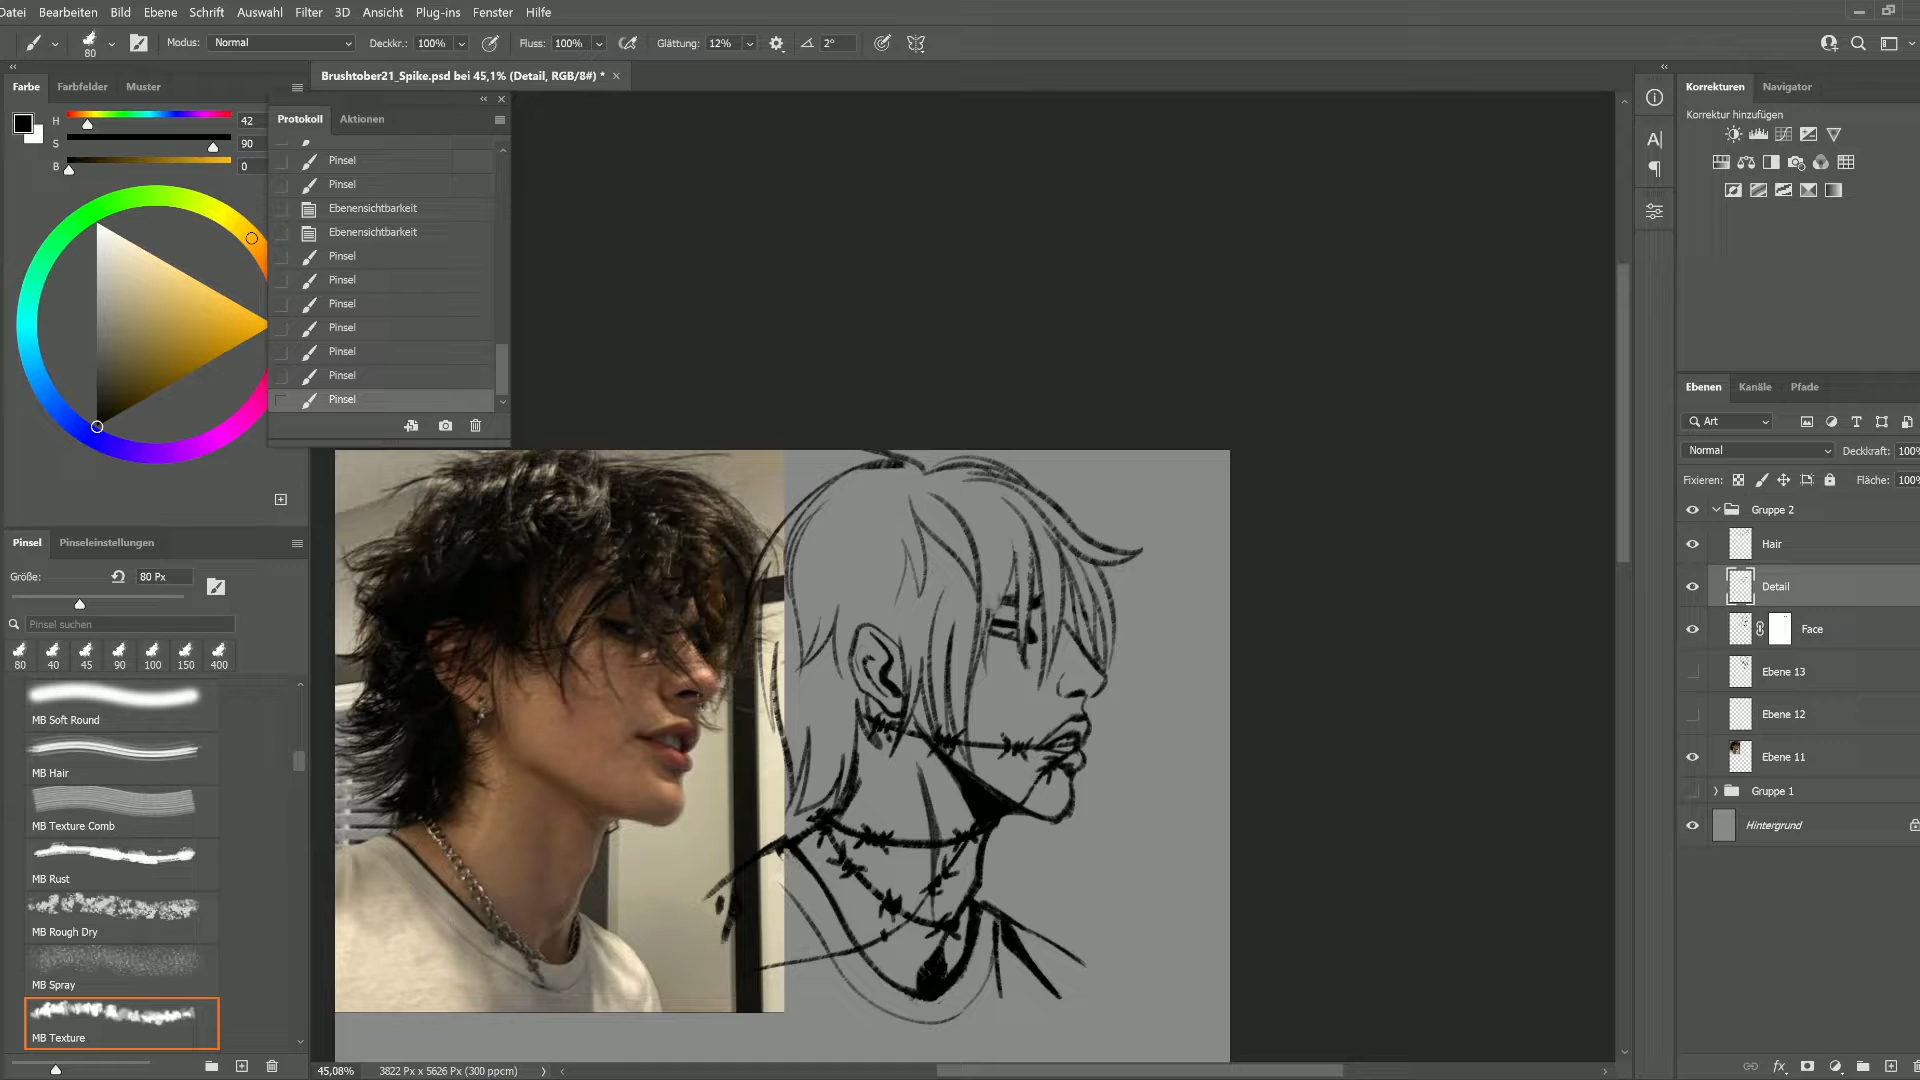 Datei Bearbeiten Bild Ebene Schrift Auswahl Filter 3D Ansicht Plug-ins Fenster Hilfe
80 Modus: Normal Deckkr.: 100% Fluss: 100% Glättung: 12% 2°
Brushtober21_Spike.psd bei 45,1% (Detail, RGB/8#) * ×
Farbe Farbfelder Muster
H 42
S 90
B 0
Protokoll Aktionen
Pinsel
Pinsel
Ebenensichtbarkeit
Ebenensichtbarkeit
Pinsel
Pinsel
Pinsel
Pinsel
Pinsel
Pinsel
Pinsel
Pinsel Pinseleinstellungen
Größe: 80 Px
Pinsel suchen
80 40 45 90 100 150 400
MB Soft Round
MB Hair
MB Texture Comb
MB Rust
MB Rough Dry
MB Spray
MB Texture
45,08% 3822 Px x 5626 Px (300 ppcm)
Korrekturen Navigator
Korrektur hinzufügen
Ebenen Kanäle Pfade
Art
Normal Deckkraft: 100%
Fixieren: Fläche: 100%
Gruppe 2
Hair
Detail
Face
Ebene 13
Ebene 12
Ebene 11
Gruppe 1
Hintergrund